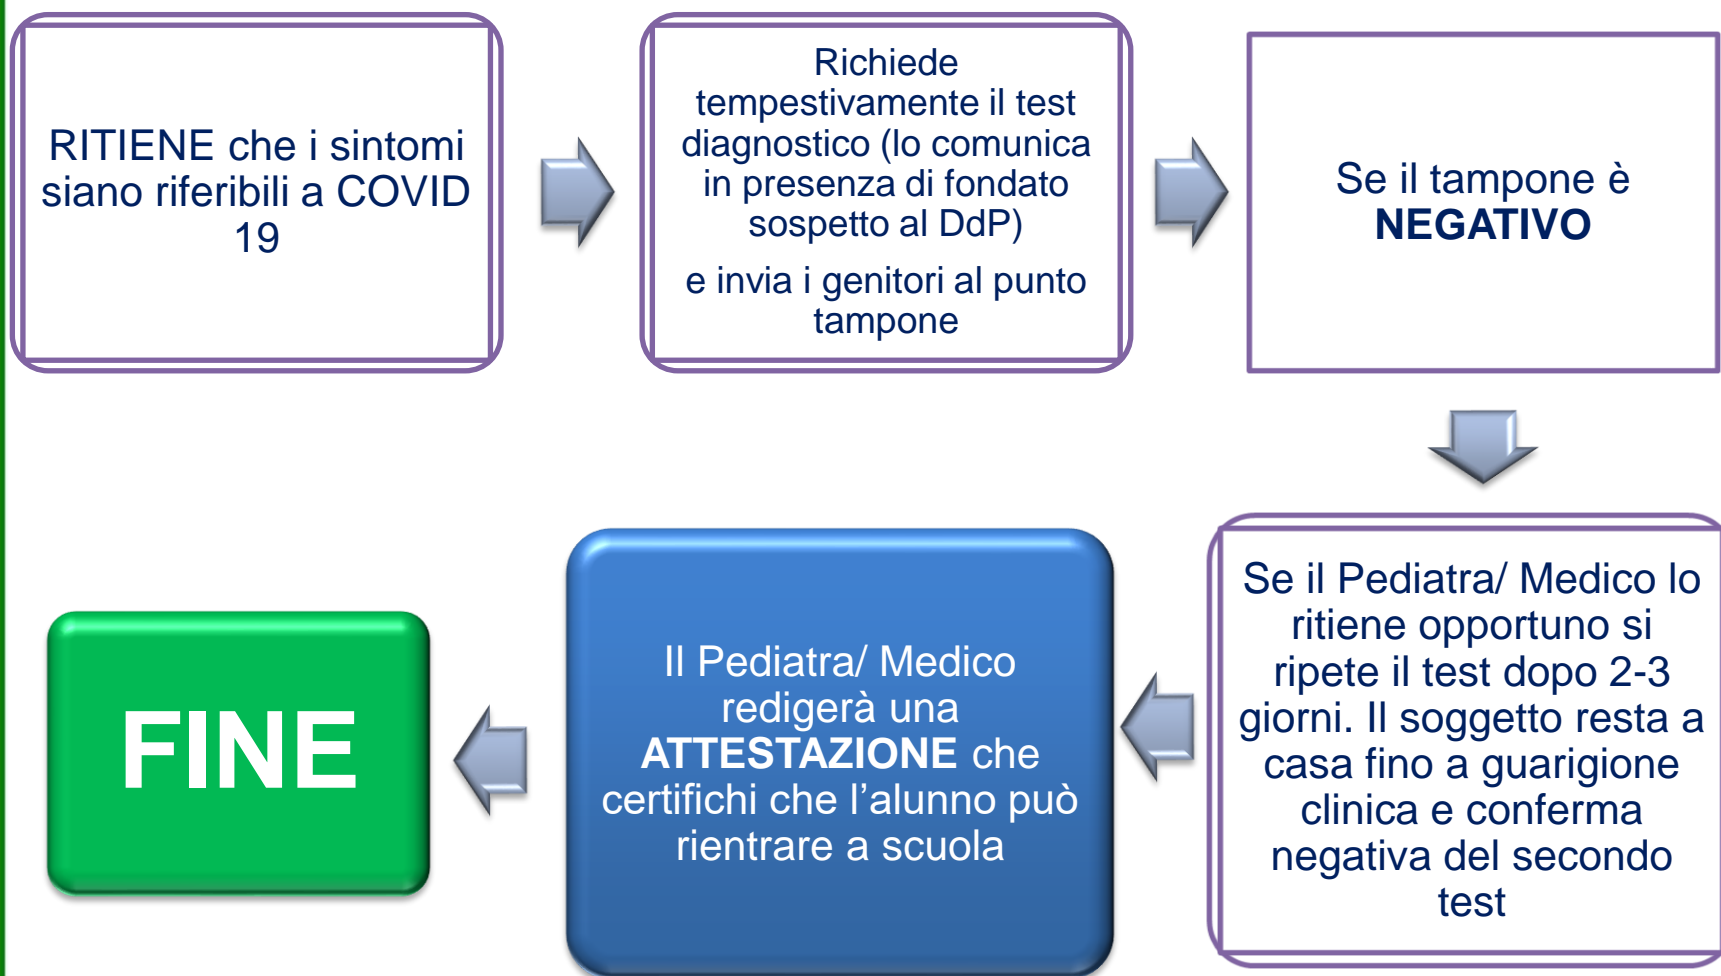 RITIENE che i sintomi
siano riferibili a COVID
19
Richiede
tempestivamente il test
diagnostico (lo comunica
in presenza di fondato
sospetto al DdP)
e invia i genitori al punto
tampone
Se il tampone è
NEGATIVO
Se il Pediatra/ Medico lo
ritiene opportuno si
ripete il test dopo 2-3
giorni. Il soggetto resta a
casa fino a guarigione
clinica e conferma
negativa del secondo
test
Il Pediatra/ Medico
redigerà una
ATTESTAZIONE che
certifichi che l’alunno può
rientrare a scuola
FINE